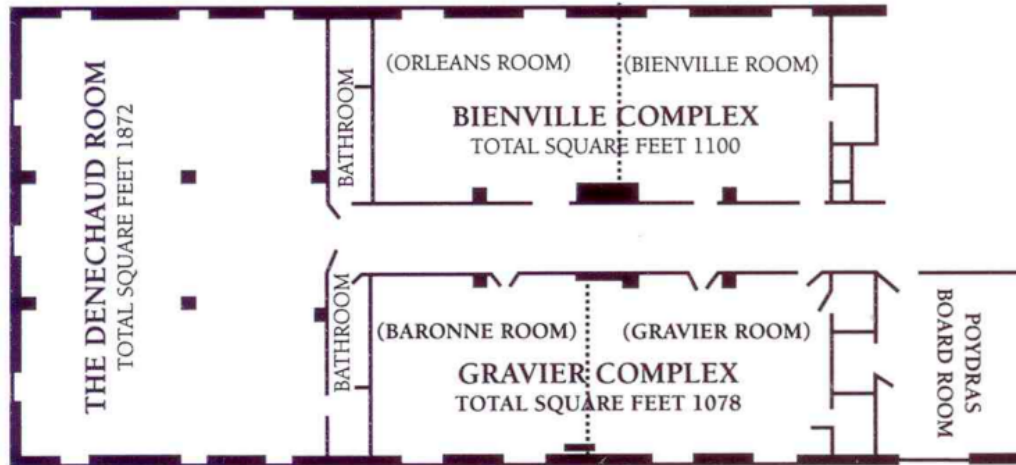 THE DENECHAUD ROOM
TOTAL SQUARE FEET 1872
BATHROOM
(ORLEANS ROOM)
(BIENVILLE ROOM)
BIENVILLE COMPLEX
TOTAL SQUARE FEET 1100
BATHROOM
(BARONNE ROOM)
(GRAVIER ROOM)
GRAVIER COMPLEX
TOTAL SQUARE FEET 1078
POYDRAS
BOARD ROOM